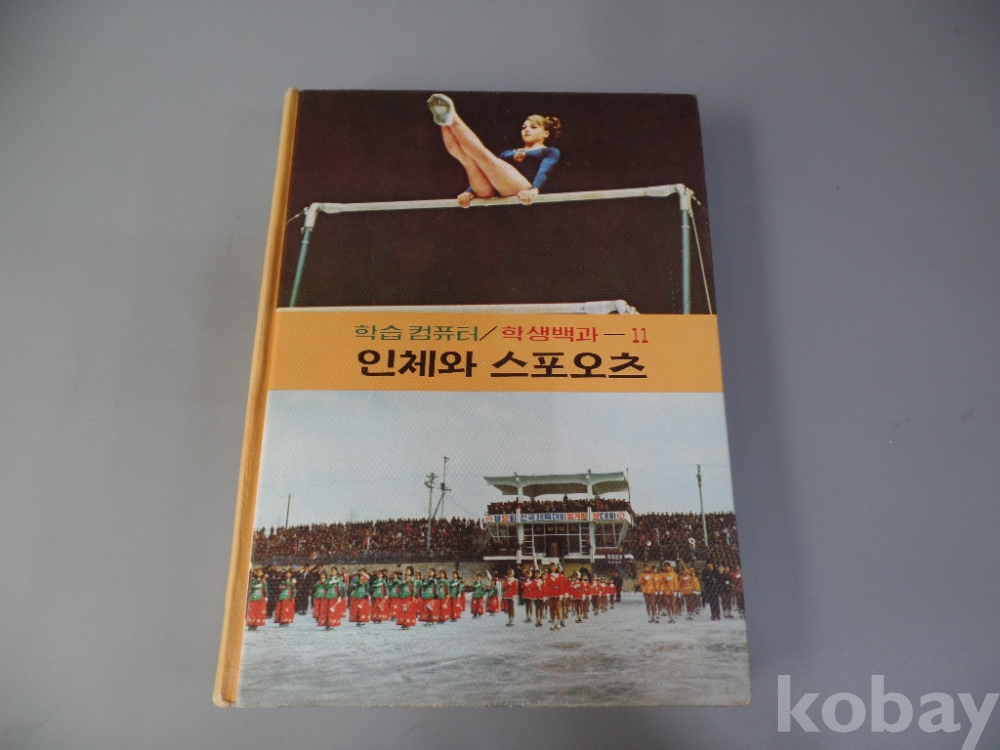 학습 컴퓨터/학생백과-11
인체와 스포오츠
kobay